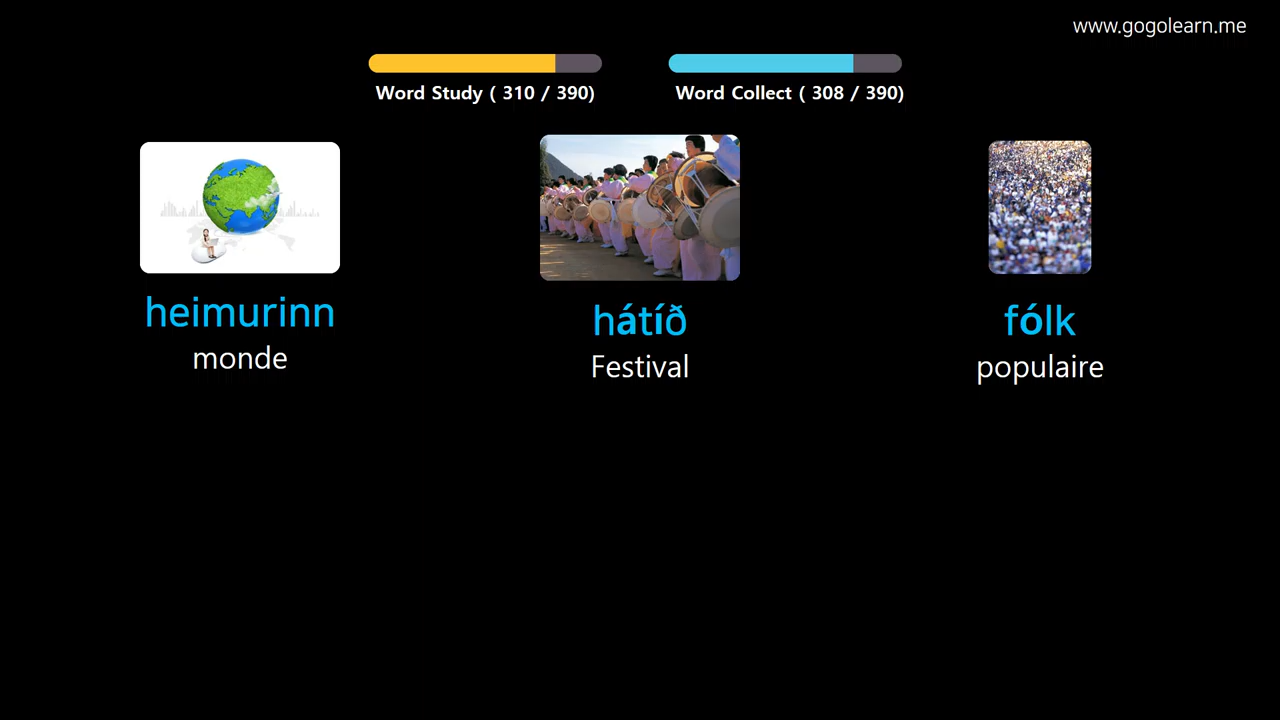 www.gogolearn.me
Word Study ( 310 / 390)
Word Collect ( 308 / 390)
heimurinn
monde
hátíð
Festival
fólk
populaire